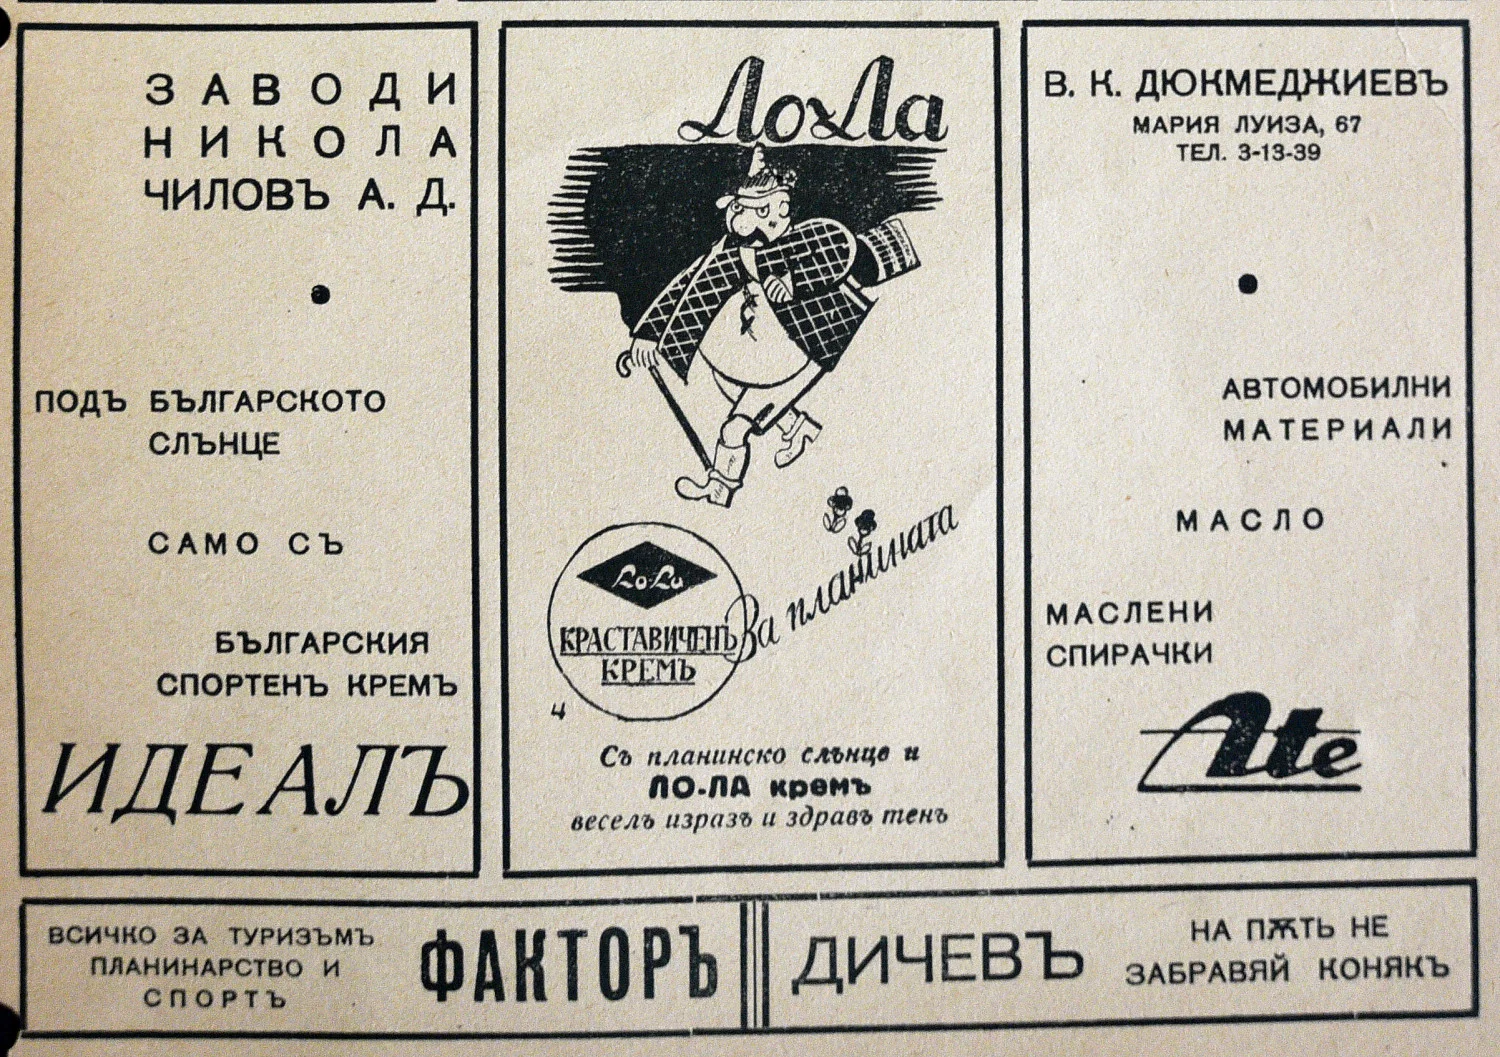 ЗАВОДИ
НИКОЛА
ЧИЛОВЪ А. Д.
ПОДЪ БЪЛГАРСКОТО
СЛЪНЦЕ
САМО СЪ
БЪЛГАРСКИЯ
СПОРТЕНЪ КРЕМЪ
ИДЕАЛЪ
Ло-Ла
Lo-La
КРАСТАВИЧЕНЪ
КРЕМЪ
За планината
Ч
Съ планинско слънце и
ЛО-ЛА кремъ
веселъ изразъ и здравъ тенъ
В. К. ДЮКМЕДЖИЕВЪ
МАРИЯ ЛУИЗА, 67
ТЕЛ. 3-13-39
АВТОМОБИЛНИ
МАТЕРИАЛИ
МАСЛО
МАСЛЕНИ
СПИРАЧКИ
Ate
ВСИЧКО ЗА ТУРИЗЪМЪ
ПЛАНИНАРСТВО И
СПОРТЪ
ФАКТОРЪ
ДИЧЕВЪ
НА ПѪТЬ НЕ
ЗАБРАВЯЙ КОНЯКЪ